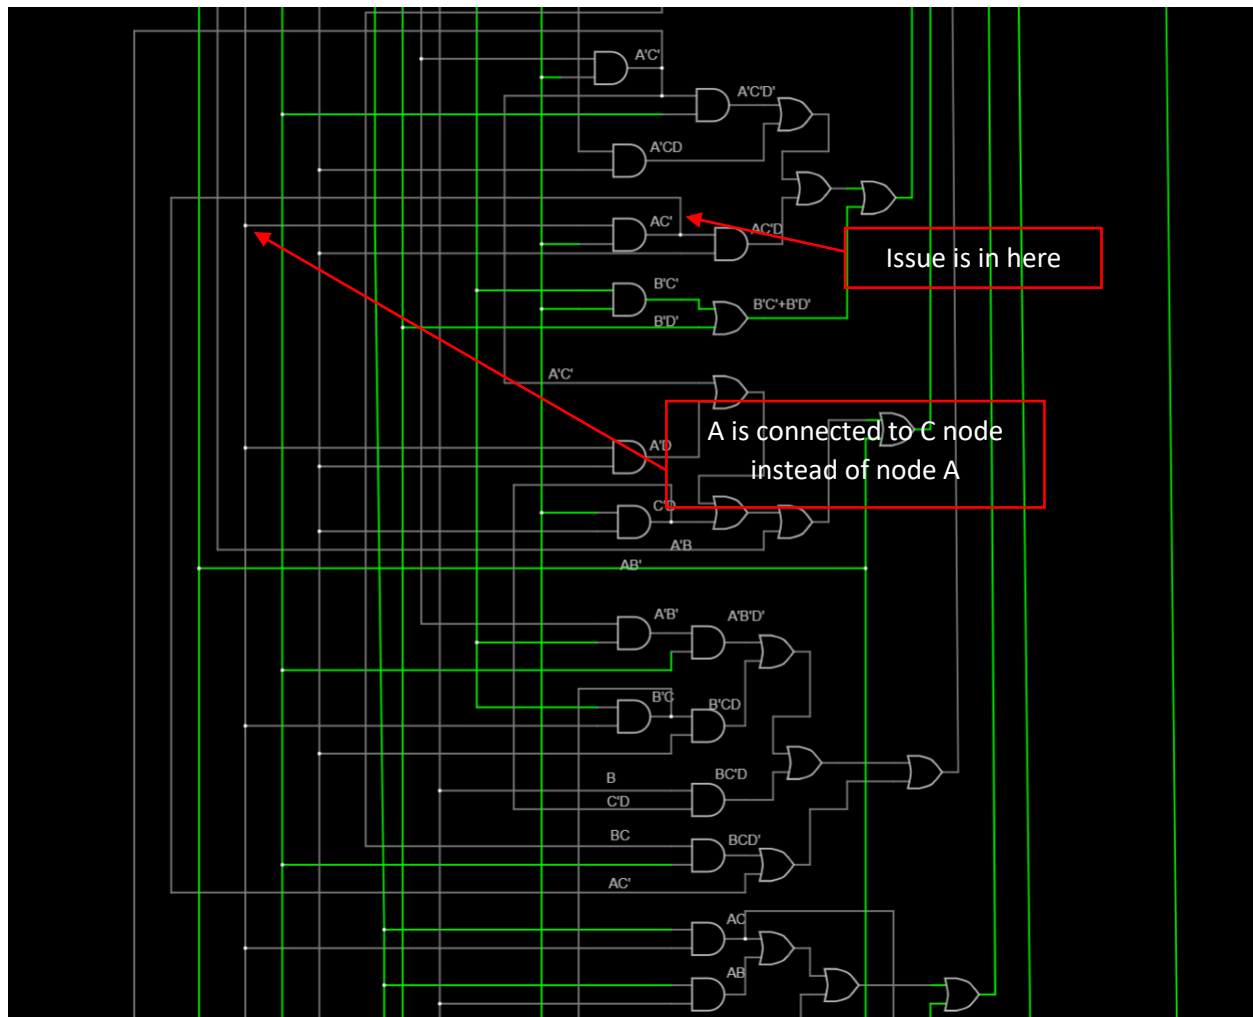 A'C'
A'C'D'
A'CD
AC'
AC'D
Issue is in here
B'C'
B'C'+B'D'
B'D'
A'C'
A is connected to C node
instead of node A
A'D
C'D
A'B
AB'
A'B'
A'B'D'
B'C
B'CD
B
BC'D
C'D
BC
BCD'
AC'
AC
AB